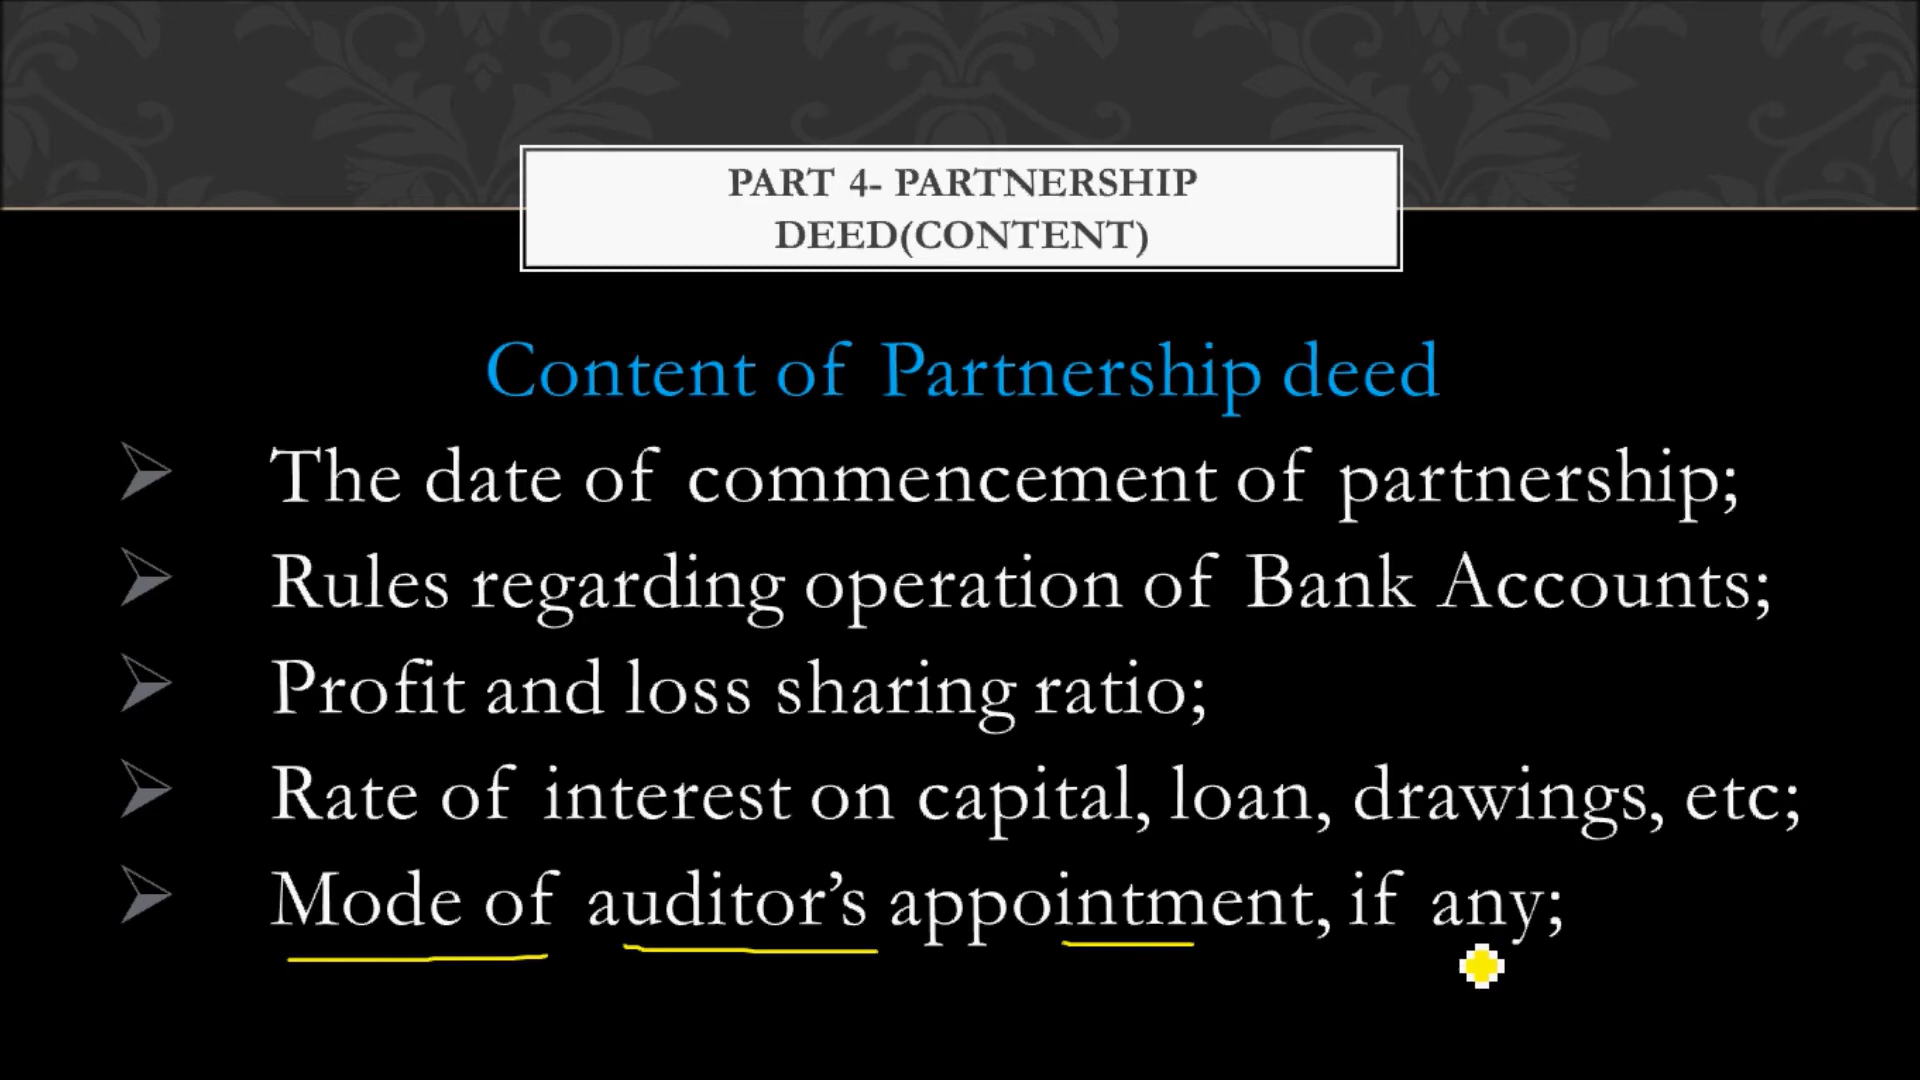 PART 4- PARTNERSHIP
DEED(CONTENT)
Content of Partnership deed
The date of commencement of partnership;
Rules regarding operation of Bank Accounts;
Profit and loss sharing ratio;
Rate of interest on capital, loan, drawings, etc;
Mode of auditor’s appointment, if any;